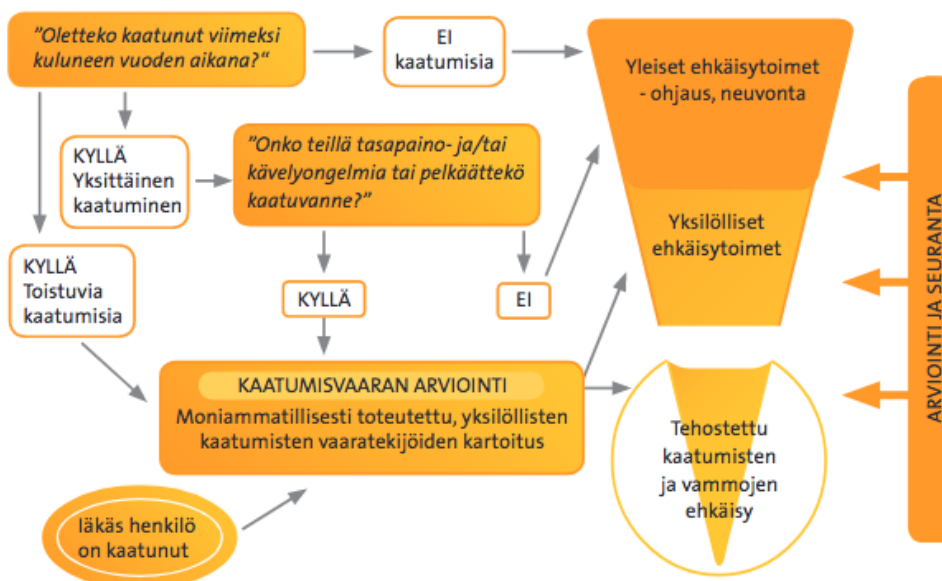 ”Oletteko kaatunut viimeksi
kuluneen vuoden aikana?“
EI
kaatumisia
Yleiset ehkäisytoimet
- ohjaus, neuvonta
KYLLÄ
Yksittäinen
kaatuminen
”Onko teillä tasapaino- ja/tai
kävelyongelmia tai pelkäättekö
kaatuvanne?”
Yksilölliset
ehkäisytoimet
KYLLÄ
Toistuvia
kaatumisia
KYLLÄ
EI
KAATUMISVAARAN ARVIOINTI
Moniammatillisesti toteutettu, yksilöllisten
kaatumisten vaaratekijöiden kartoitus
Tehostettu
kaatumisten
ja vammojen
ehkäisy
Iäkäs henkilö
on kaatunut
ARVIOINTI JA SEURANTA